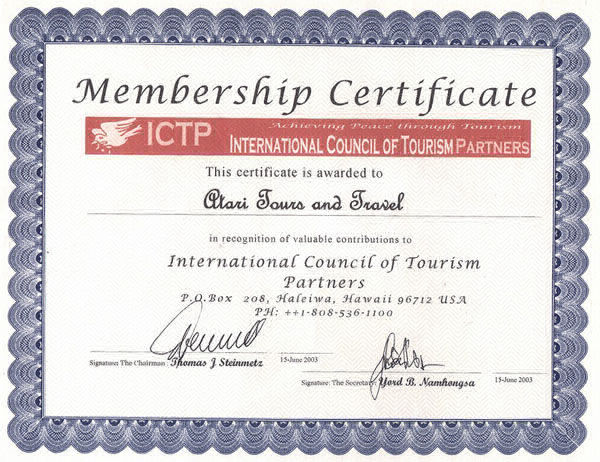 Membership Certificate
ICTP
Achieving Peace through Tourism
INTERNATIONAL COUNCIL OF TOURISM PARTNERS
This certificate is awarded to
Atari Tours and Travel
in recognition of valuable contributions to
International Council of Tourism
Partners
P.O.Box 208, Haleiwa, Hawaii 96712 USA
PH: ++1-808-536-1100
Signature: The Chairman Thomas J Steinmetz 15-June 2003
Signature: The Secretary Yord B. Namhongsa 15-June 2003